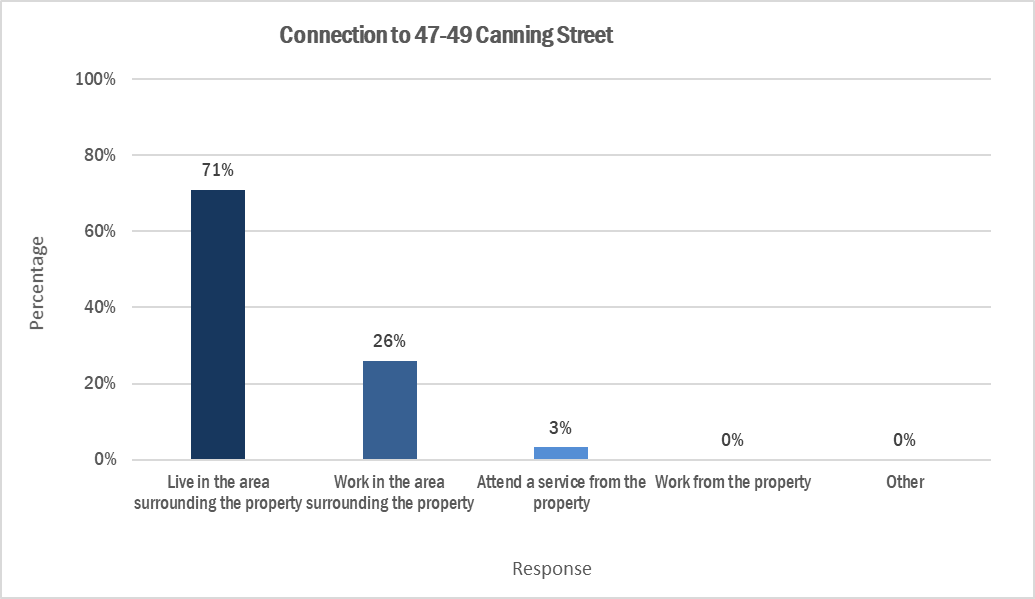 Connection to 47-49 Canning Street
100%
80%
60%
40%
20%
0%
Percentage
71%
26%
3%
0%
0%
Live in the area
surrounding the property
Work in the area
surrounding the property
Attend a service from the
property
Work from the property
Other
Response